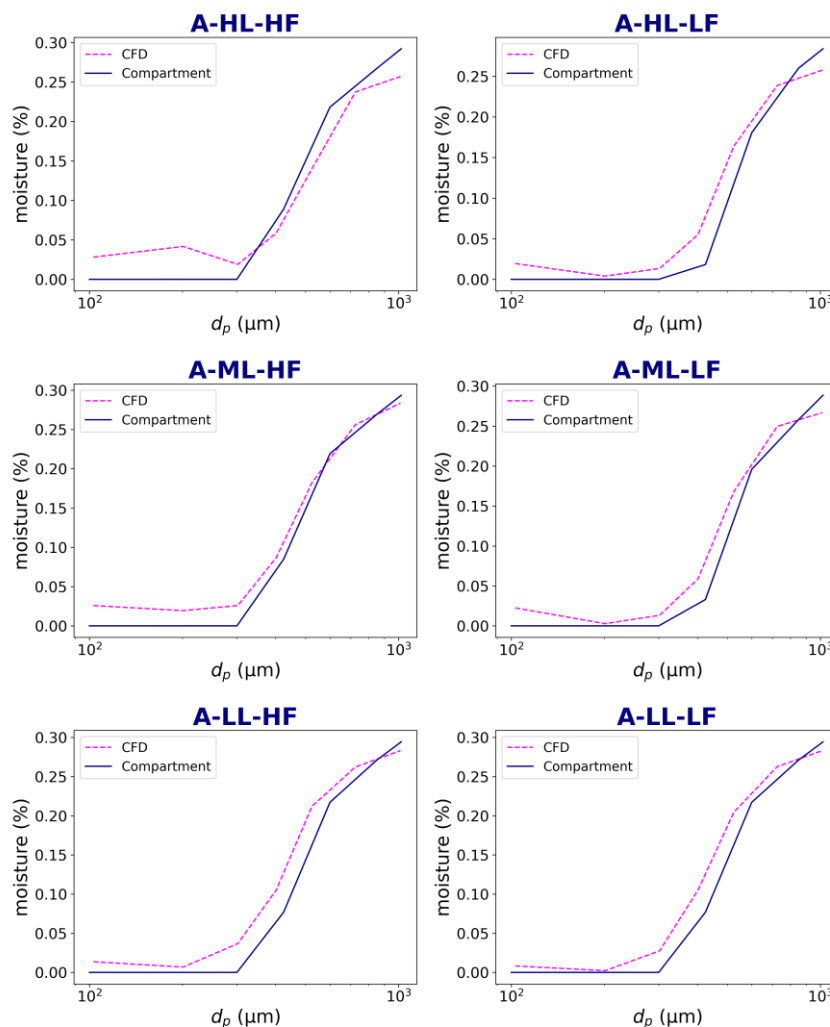 A-HL-HF
CFD
Compartment
moisture (%)
0.30
0.25
0.20
0.15
0.10
0.05
0.00
10²
10³
dₚ (μm)
A-HL-LF
CFD
Compartment
moisture (%)
0.25
0.20
0.15
0.10
0.05
0.00
10²
10³
dₚ (μm)
A-ML-HF
CFD
Compartment
moisture (%)
0.30
0.25
0.20
0.15
0.10
0.05
0.00
10²
10³
dₚ (μm)
A-ML-LF
CFD
Compartment
moisture (%)
0.30
0.25
0.20
0.15
0.10
0.05
0.00
10²
10³
dₚ (μm)
A-LL-HF
CFD
Compartment
moisture (%)
0.30
0.25
0.20
0.15
0.10
0.05
0.00
10²
10³
dₚ (μm)
A-LL-LF
CFD
Compartment
moisture (%)
0.30
0.25
0.20
0.15
0.10
0.05
0.00
10²
10³
dₚ (μm)